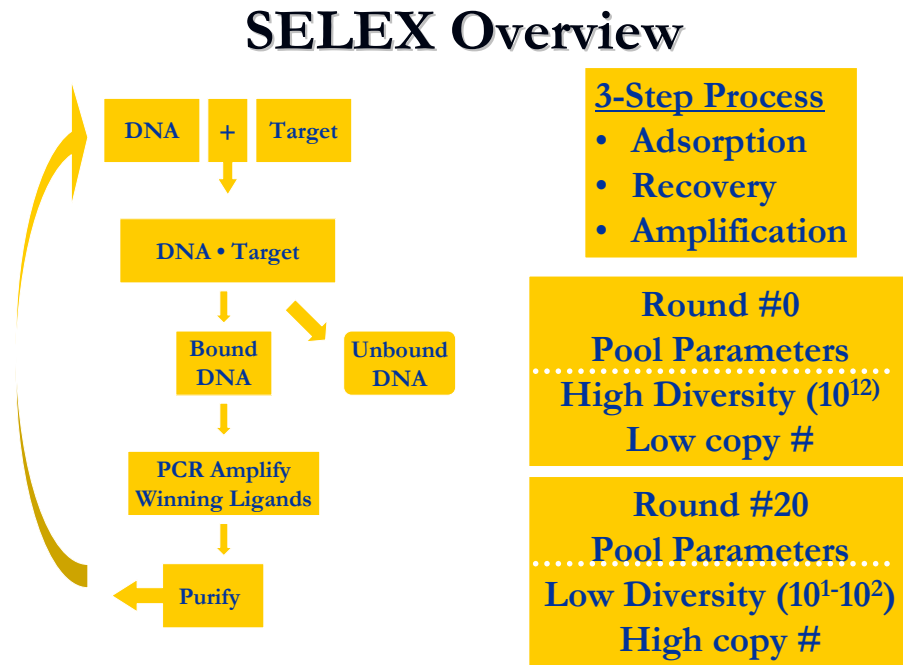 SELEX Overview
DNA + Target
DNA • Target
Bound
DNA
Unbound
DNA
PCR Amplify
Winning Ligands
Purify
3-Step Process
• Adsorption
• Recovery
• Amplification
Round #0
Pool Parameters
High Diversity (10¹²⁾
Low copy #
Round #20
Pool Parameters
Low Diversity (10¹⁻10²)
High copy #